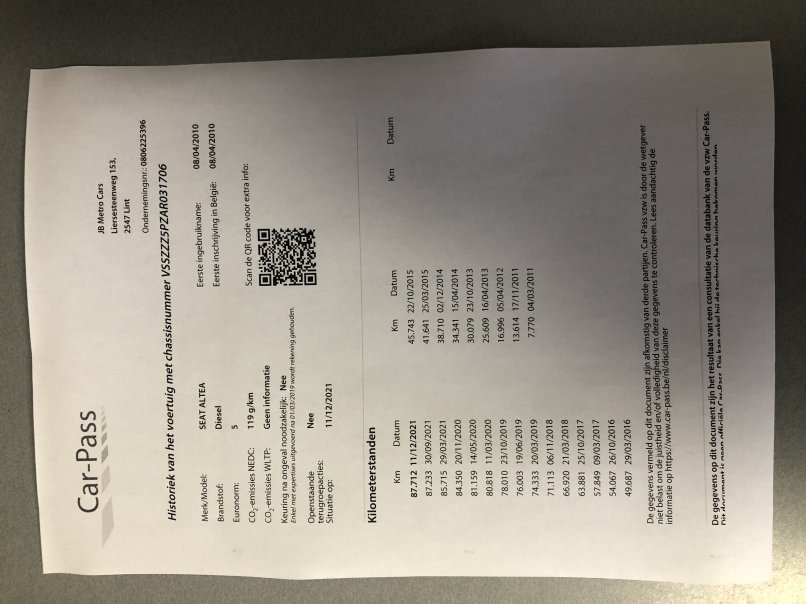 Car-Pass
JB Metro Cars
Liersesteenweg 153,
2547 Lint
Ondernemingsnr.: 0806225396
Historiek van het voertuig met chassisnummer VSSZZZ5PZAR031706
Merk/Model: SEAT ALTEA
Brandstof: Diesel
Euronorm: 5
CO2-emissies NEDC: 119 g/km
CO2-emissies WLTP: Geen informatie
Keuring na ongeval noodzakelijk: Nee
Enkel met expertises uitgevoerd na 01/03/2019 wordt rekening gehouden.
Openstaande terugroepacties: Nee
Situatie op: 11/12/2021
Eerste ingebruikname: 08/04/2010
Eerste inschrijving in België: 08/04/2010
Scan de QR code voor extra info:
Kilometerstanden
Km Datum
87.712 11/12/2021
87.233 30/09/2021
85.715 29/03/2021
84.350 20/11/2020
81.159 14/05/2020
80.818 11/03/2020
78.010 23/10/2019
76.003 19/06/2019
74.333 20/03/2019
71.113 06/11/2018
66.920 21/03/2018
63.881 25/10/2017
57.849 09/03/2017
54.067 26/10/2016
49.687 29/03/2016
Km Datum
45.743 22/10/2015
41.641 25/03/2015
38.710 02/12/2014
34.341 15/04/2014
30.079 23/10/2013
25.609 16/04/2013
16.996 05/04/2012
13.614 17/11/2011
7.770 04/03/2011
Km Datum
De gegevens vermeld op dit document zijn afkomstig van derde partijen. Car-Pass vzw is door de wetgever
niet belast om de juistheid en/of volledigheid van deze gegevens te controleren. Lees aandachtig de
informatie op https://www.car-pass.be/nl/disclaimer
De gegevens op dit document zijn het resultaat van een consultatie van de databank van de vzw Car-Pass.
Dit document is geen officiële Car-Pass. Die kan enkel bij de technische keuring bekomen worden